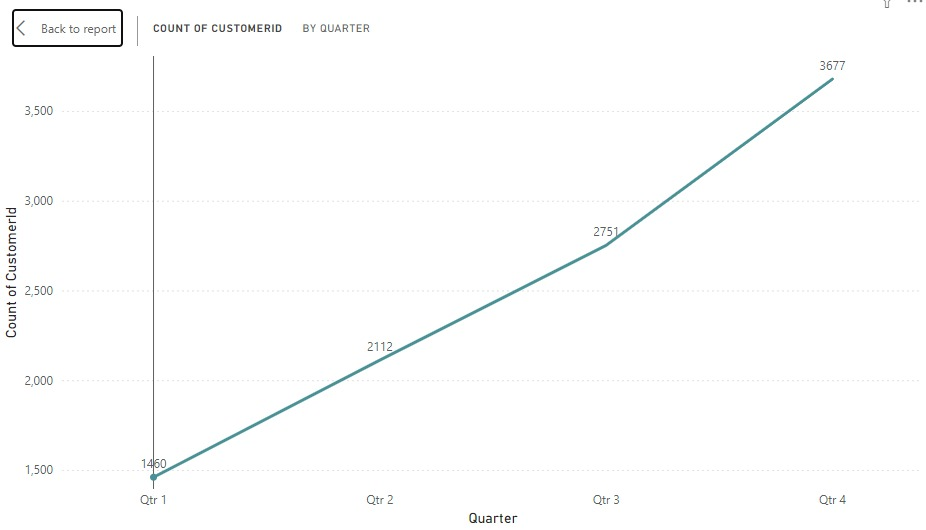 Back to report
COUNT OF CUSTOMERID BY QUARTER
3677
3,500
3,000
2751
2,500
2112
2,000
1460
1,500
Count of CustomerId
Qtr 1 Qtr 2 Qtr 3 Qtr 4
Quarter